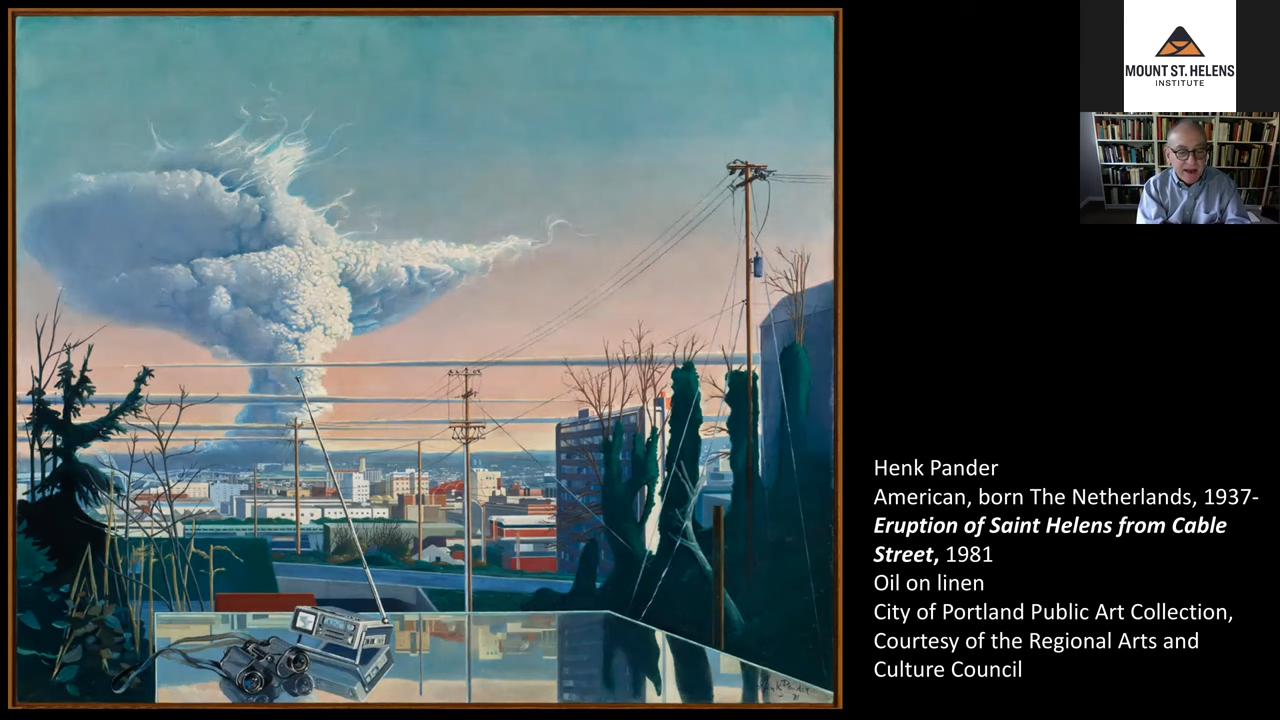 MOUNT ST. HELENS
INSTITUTE
Henk Pander
American, born The Netherlands, 1937-
Eruption of Saint Helens from Cable
Street, 1981
Oil on linen
City of Portland Public Art Collection,
Courtesy of the Regional Arts and
Culture Council